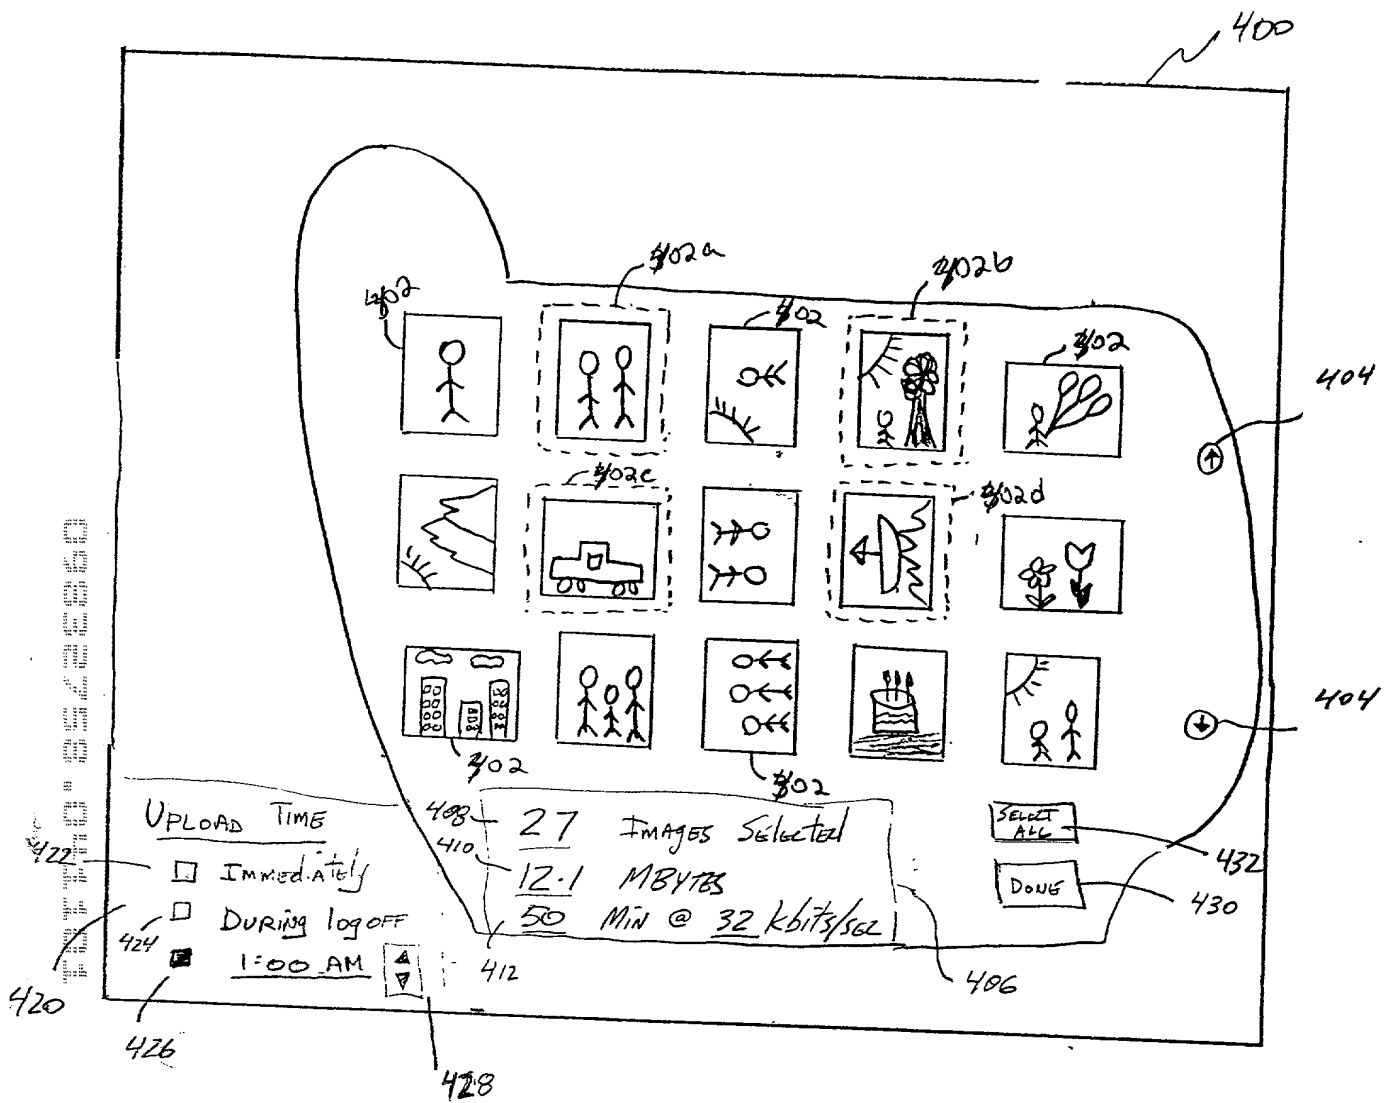 400
402a
402b
402
402
402
404
402c
402d
404
402
402
UPLOAD TIME
408
27 IMAGES SELECTED
SELECT ALL
432
422
Immediately
410
12.1 MBYTES
DONE
430
424
During logoff
50 Min @ 32 kbits/sec
1:00 AM
412
406
420
426
428